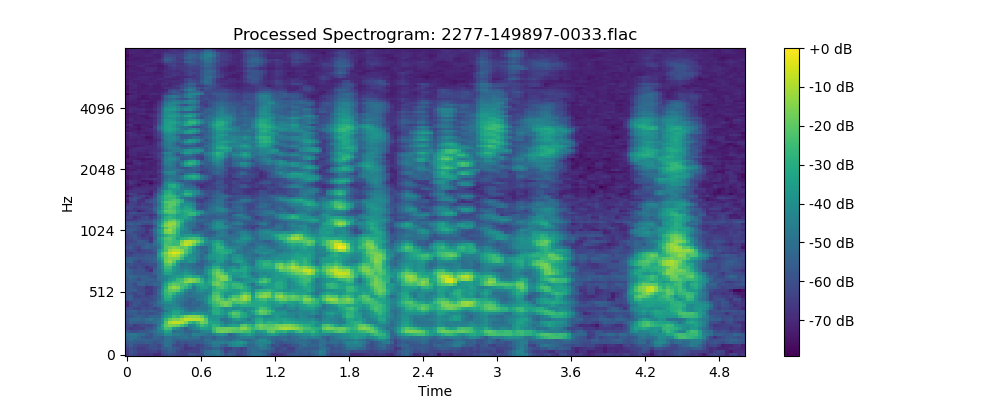 Processed Spectrogram: 2277-149897-0033.flac
+0 dB
4096
-10 dB
-20 dB
2048
-30 dB
Hz
1024
-40 dB
-50 dB
512
-60 dB
-70 dB
0
0 0.6 1.2 1.8 2.4 3 3.6 4.2 4.8
Time